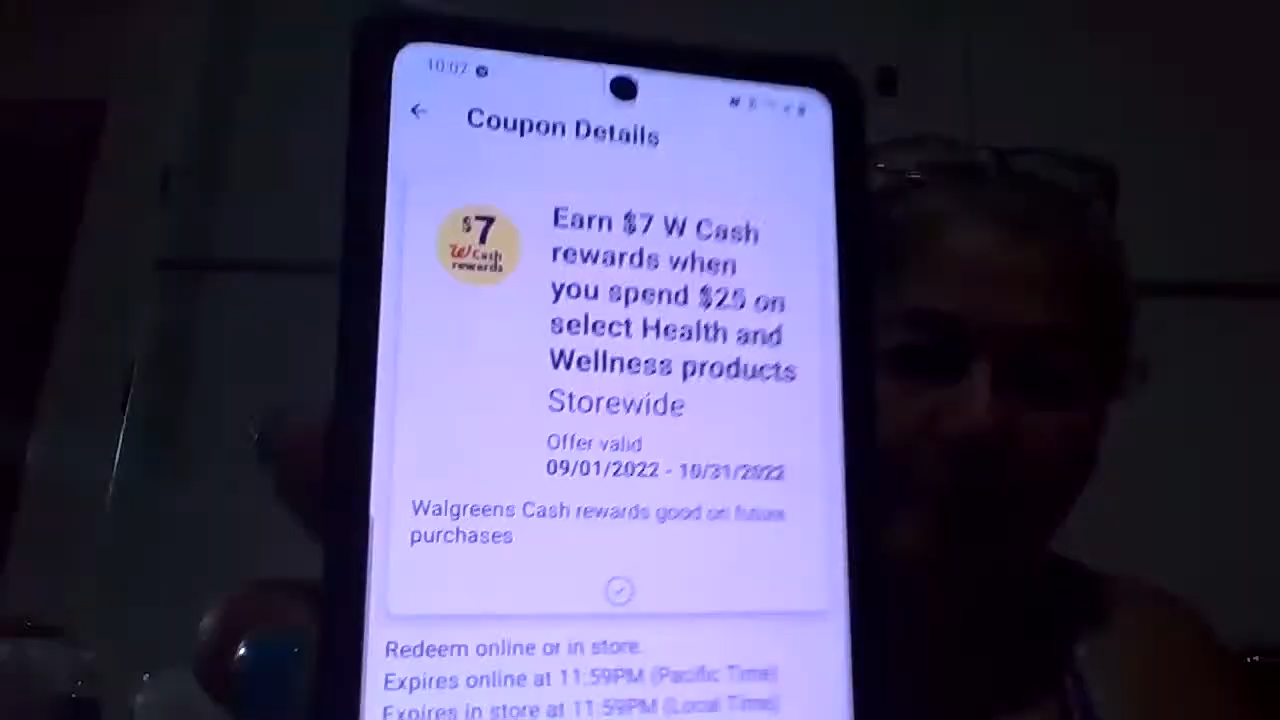 10:02
Coupon Details
$7
W Cash
rewards
Earn $7 W Cash
rewards when
you spend $25 on
select Health and
Wellness products
Storewide
Offer valid
09/01/2022 - 10/31/2022
Walgreens Cash rewards good on future
purchases
Redeem online or in store.
Expires online at 11:59PM (Pacific Time)
Expires in store at 11:59PM (Local Time)